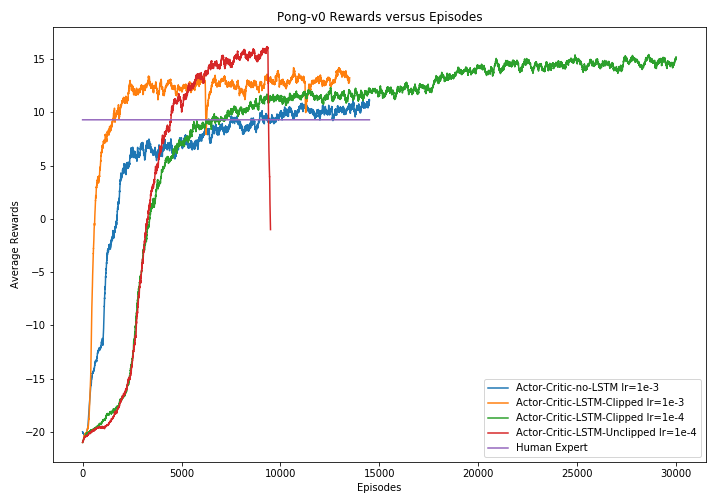 Pong-v0 Rewards versus Episodes
Average Rewards
15
10
5
0
−5
−10
−15
−20
0
5000
10000
15000
20000
25000
30000
Episodes
Actor-Critic-no-LSTM lr=1e-3
Actor-Critic-LSTM-Clipped lr=1e-3
Actor-Critic-LSTM-Clipped lr=1e-4
Actor-Critic-LSTM-Unclipped lr=1e-4
Human Expert